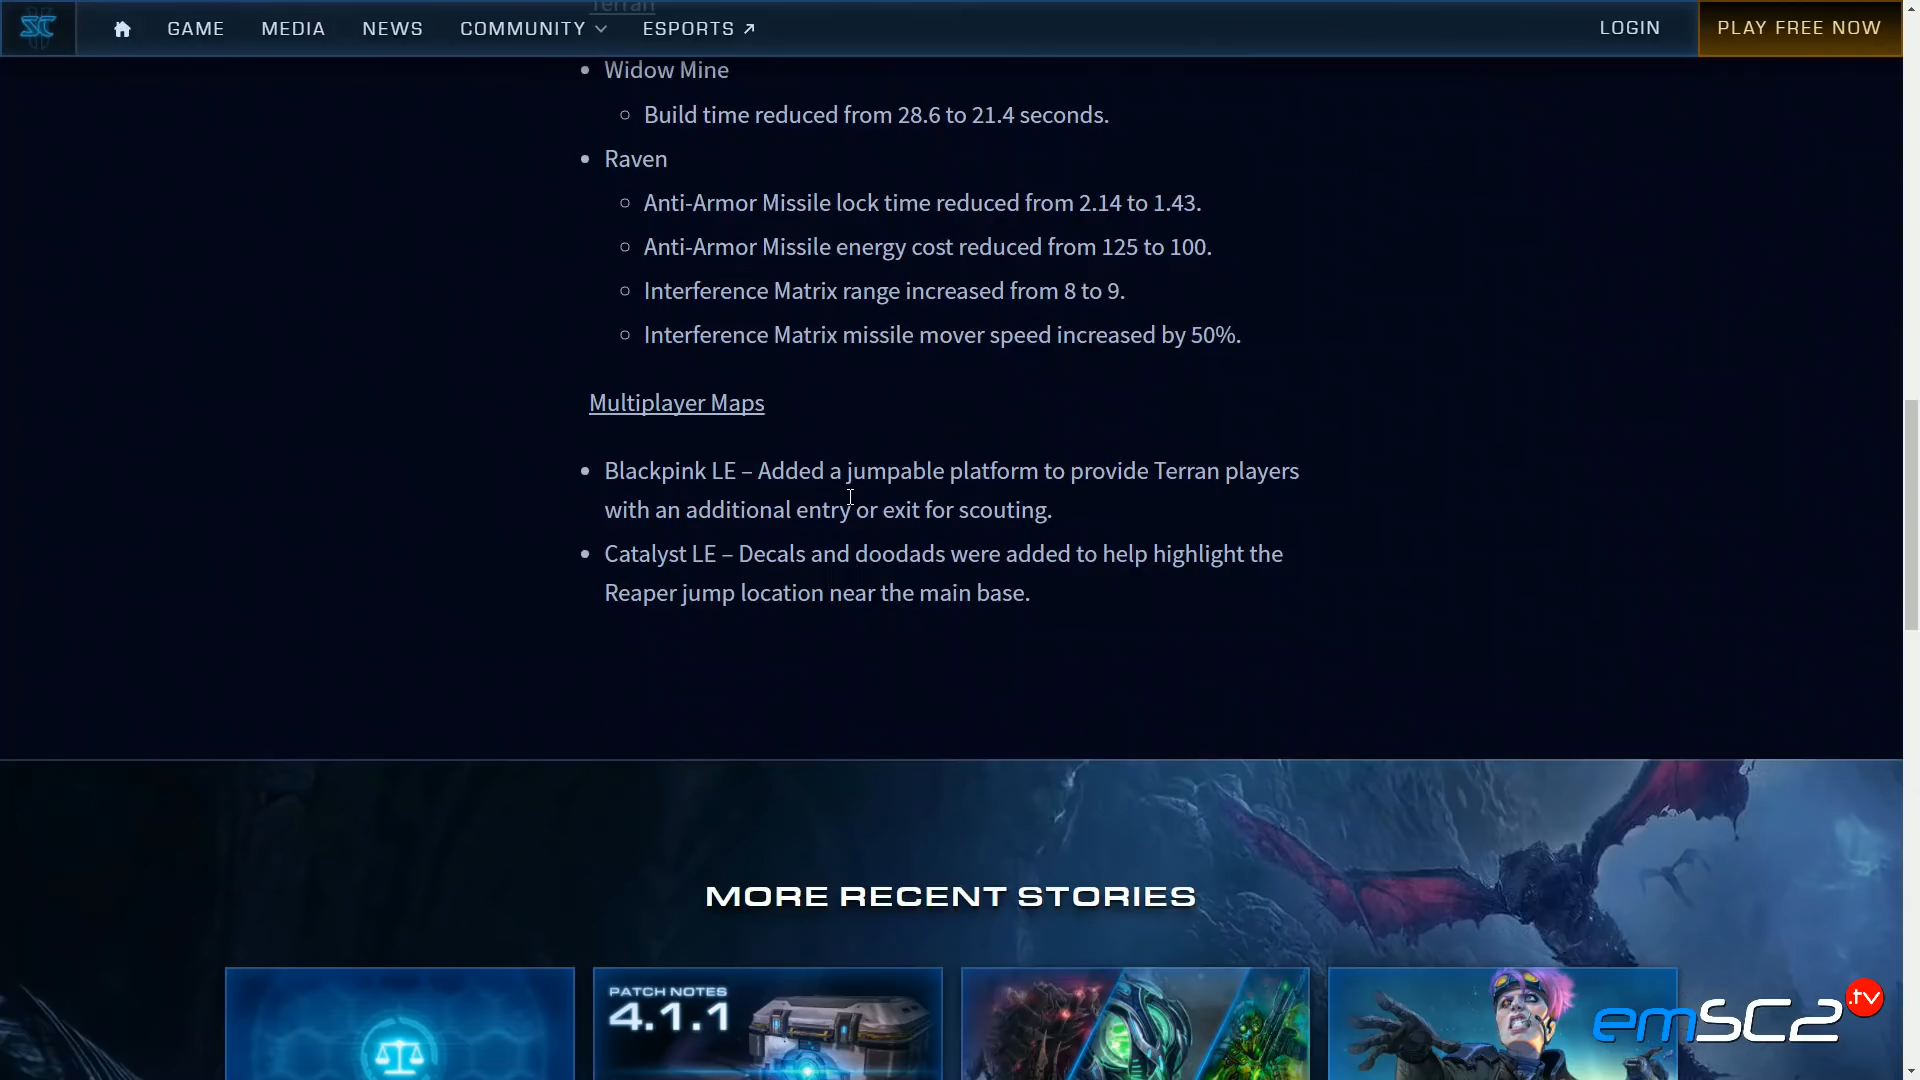 Terran
GAME MEDIA NEWS COMMUNITY ESPORTS LOGIN PLAY FREE NOW
Widow Mine
Build time reduced from 28.6 to 21.4 seconds.
Raven
Anti-Armor Missile lock time reduced from 2.14 to 1.43.
Anti-Armor Missile energy cost reduced from 125 to 100.
Interference Matrix range increased from 8 to 9.
Interference Matrix missile mover speed increased by 50%.
Multiplayer Maps
Blackpink LE – Added a jumpable platform to provide Terran players
with an additional entry or exit for scouting.
Catalyst LE – Decals and doodads were added to help highlight the
Reaper jump location near the main base.
MORE RECENT STORIES
PATCH NOTES
4.1.1
emSC2.tv